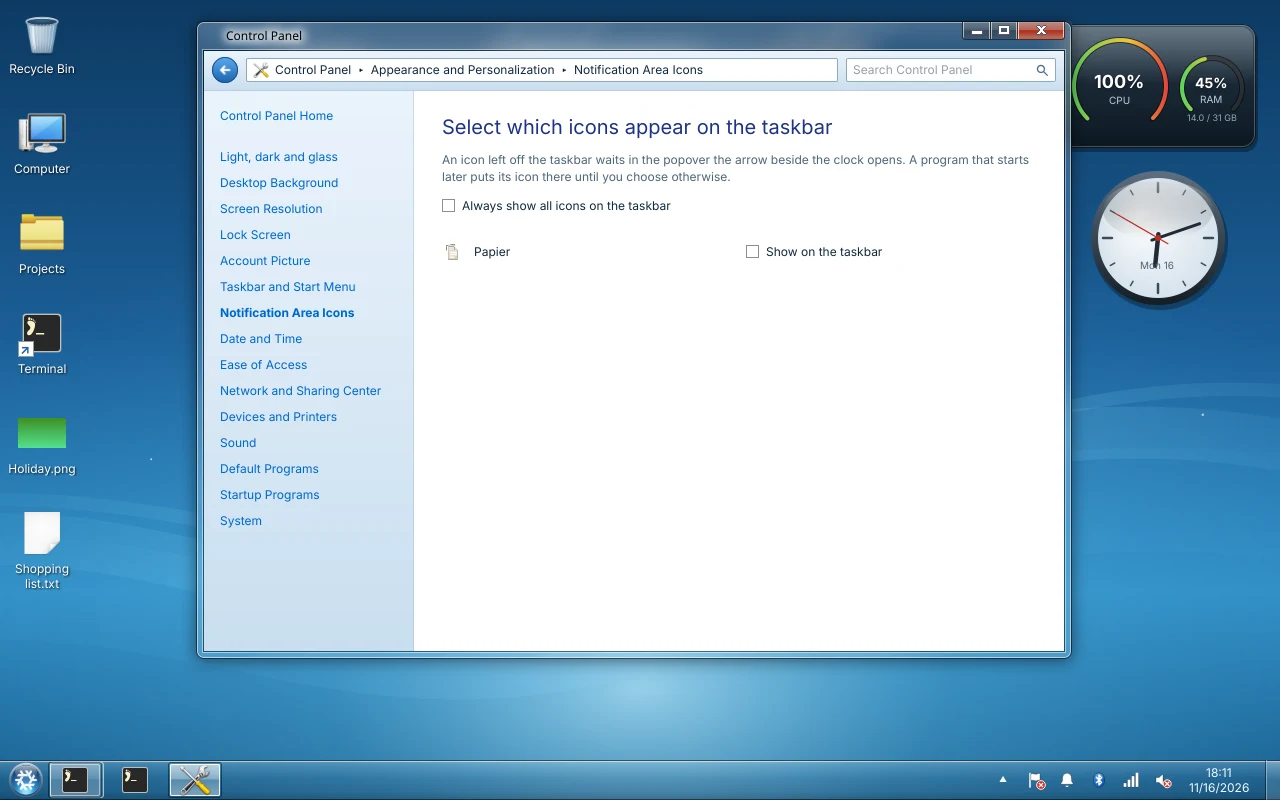 Recycle Bin
Computer
Projects
Terminal
Holiday.png
Shopping
list.txt
Control Panel
Control Panel ▸ Appearance and Personalization ▸ Notification Area Icons
Search Control Panel
Control Panel Home
Light, dark and glass
Desktop Background
Screen Resolution
Lock Screen
Account Picture
Taskbar and Start Menu
Notification Area Icons
Date and Time
Ease of Access
Network and Sharing Center
Devices and Printers
Sound
Default Programs
Startup Programs
System
Select which icons appear on the taskbar
An icon left off the taskbar waits in the popover the arrow beside the clock opens. A program that starts
later puts its icon there until you choose otherwise.
Always show all icons on the taskbar
Papier
Show on the taskbar
100%
CPU
45%
RAM
14.0 / 31 GB
Mon 16
18:11
11/16/2026